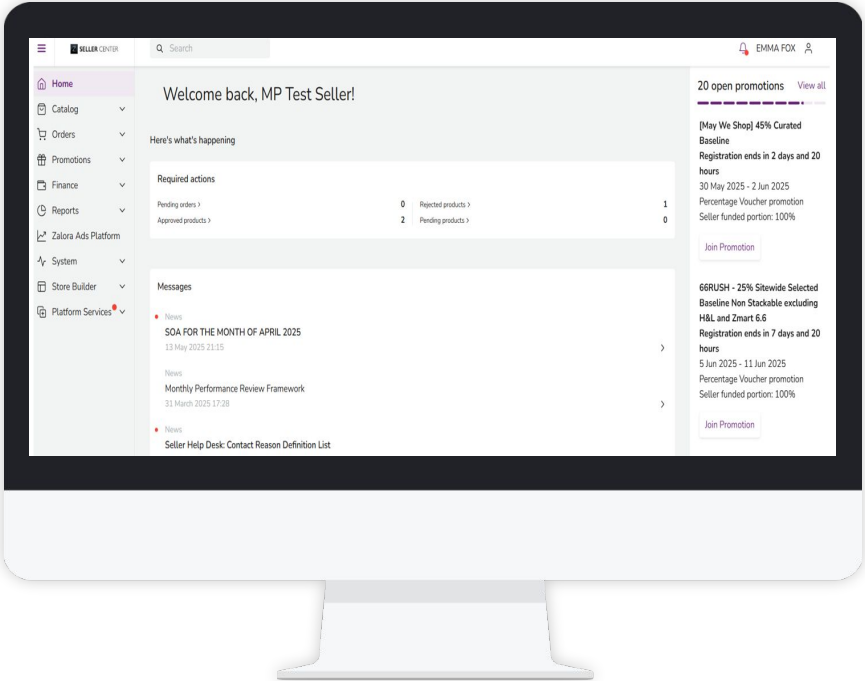 SELLER CENTER
Search
EMMA FOX
Home
Catalog
Orders
Promotions
Finance
Reports
Zalora Ads Platform
System
Store Builder
Platform Services
Welcome back, MP Test Seller!
Here's what's happening
Required actions
Pending orders > 0 Rejected products > 1
Approved products > 2 Pending products > 0
Messages
News
SOA FOR THE MONTH OF APRIL 2025
13 May 2025 21:15
News
Monthly Performance Review Framework
31 March 2025 17:28
News
Seller Help Desk: Contact Reason Definition List
20 open promotions View all
[May We Shop] 45% Curated
Baseline
Registration ends in 2 days and 20
hours
30 May 2025 - 2 Jun 2025
Percentage Voucher promotion
Seller funded portion: 100%
Join Promotion
66RUSH - 25% Sitewide Selected
Baseline Non Stackable excluding
H&L and Zmart 6.6
Registration ends in 7 days and 20
hours
5 Jun 2025 - 11 Jun 2025
Percentage Voucher promotion
Seller funded portion: 100%
Join Promotion